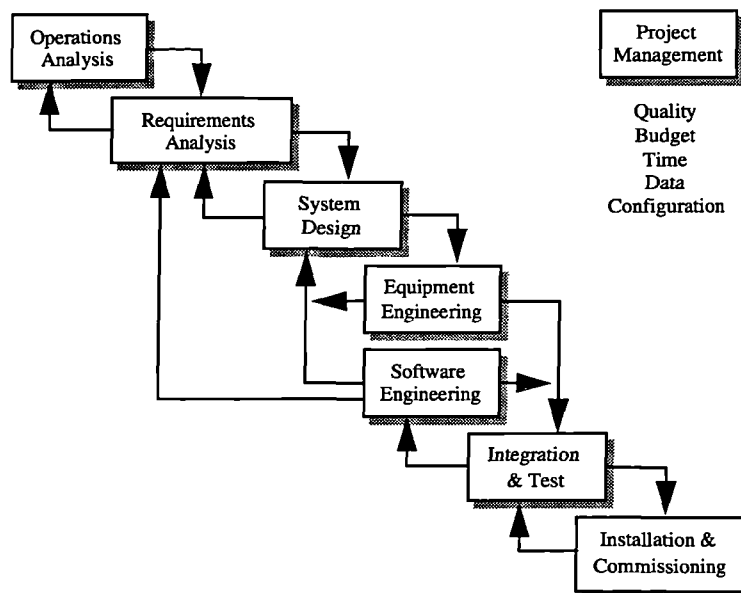 Operations
Analysis
Project
Management
Requirements
Analysis
Quality
Budget
Time
Data
Configuration
System
Design
Equipment
Engineering
Software
Engineering
Integration
& Test
Installation &
Commissioning